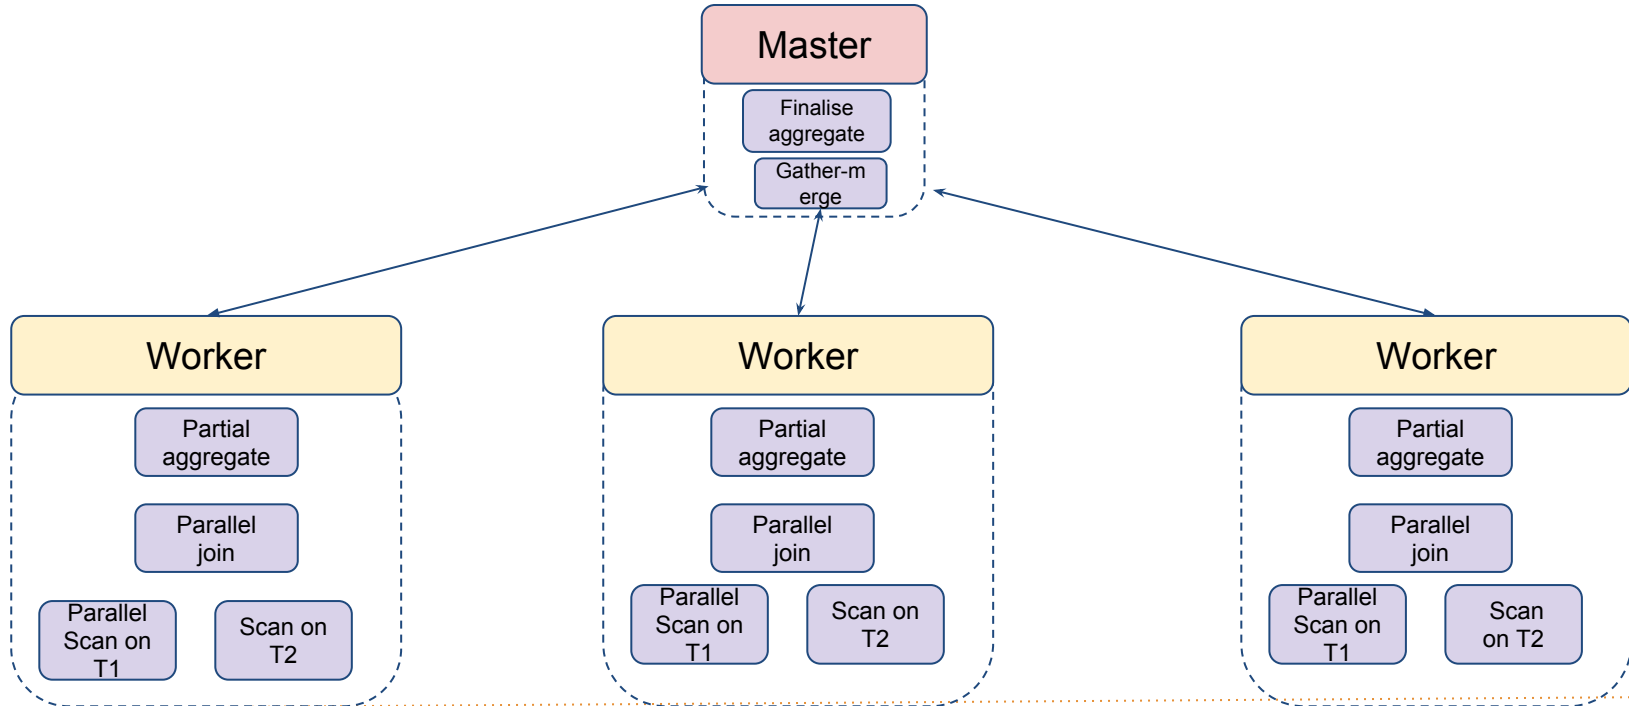 Master
Finalise
aggregate
Gather-m
erge
Worker
Worker
Worker
Partial
aggregate
Partial
aggregate
Partial
aggregate
Parallel
join
Parallel
join
Parallel
join
Parallel
Scan on
T1
Scan on
T2
Parallel
Scan on
T1
Scan on
T2
Parallel
Scan on
T1
Scan
on T2